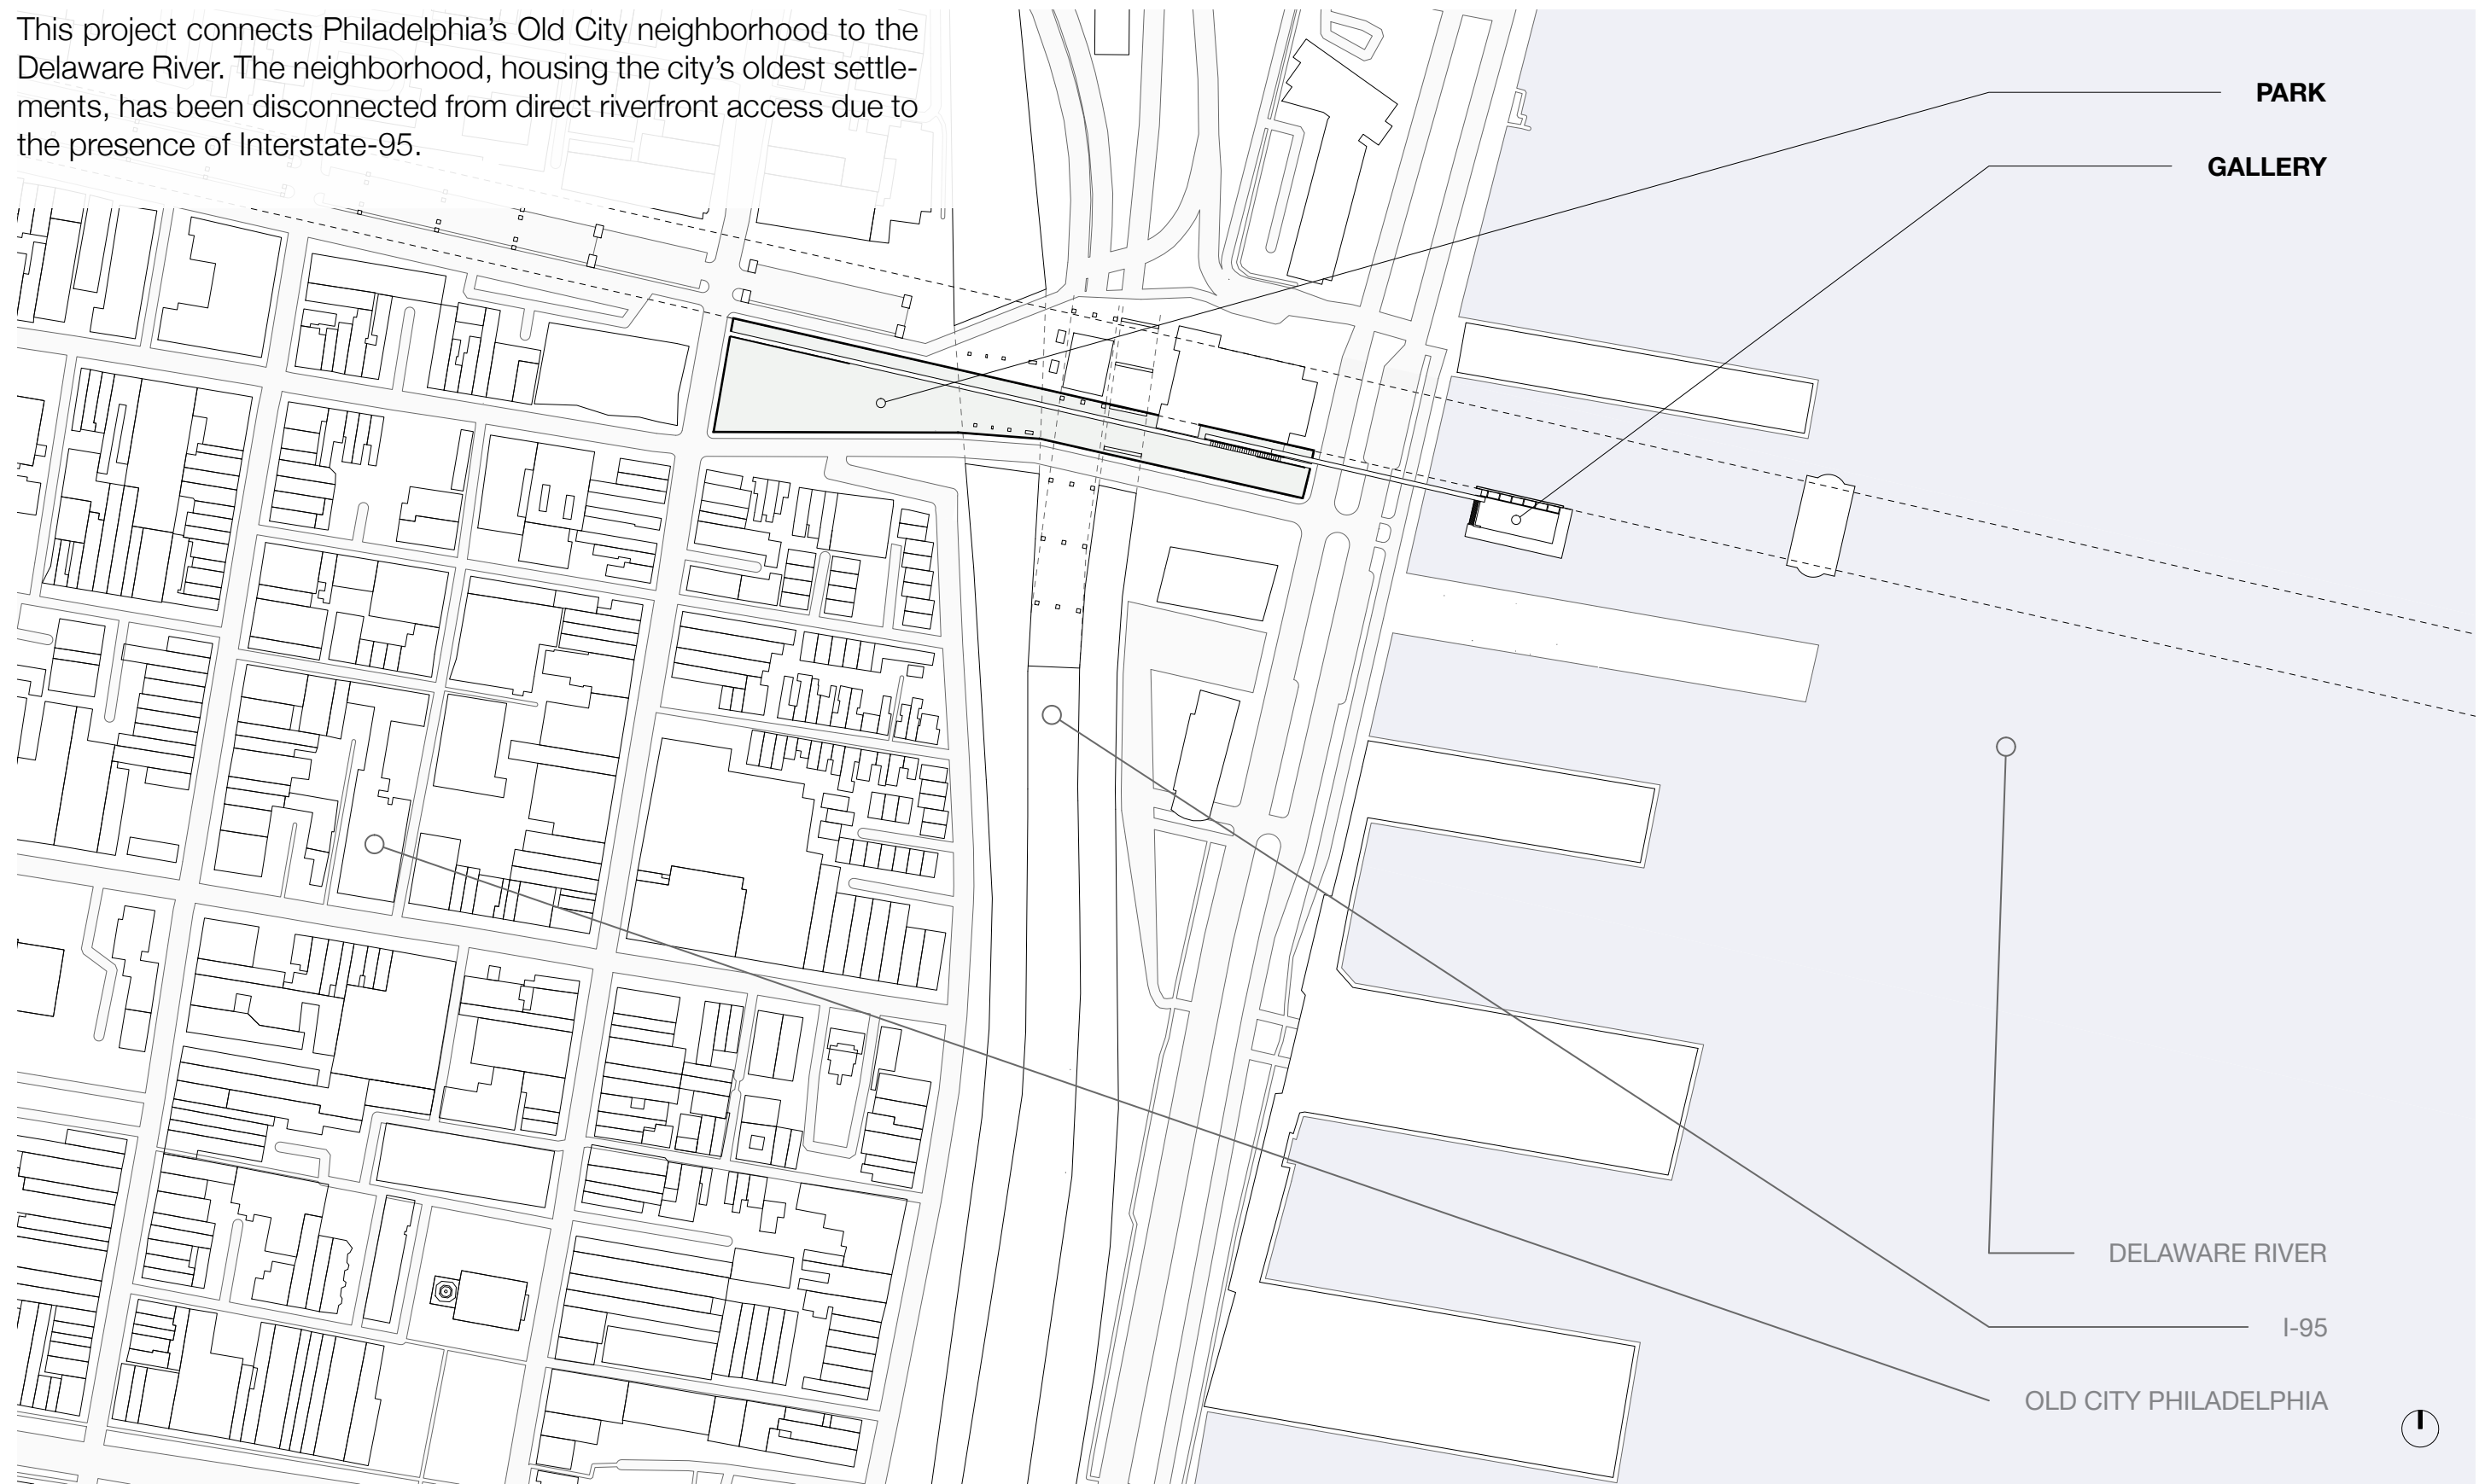 This project connects Philadelphia’s Old City neighborhood to the
Delaware River. The neighborhood, housing the city’s oldest settle-
ments, has been disconnected from direct riverfront access due to
the presence of Interstate-95.
PARK
GALLERY
DELAWARE RIVER
I-95
OLD CITY PHILADELPHIA